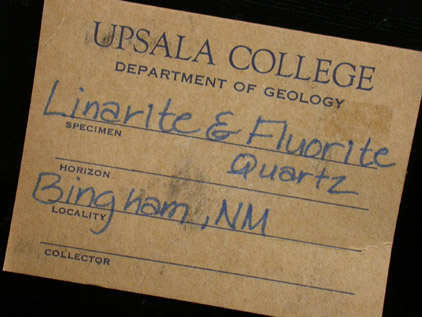 UPSALA COLLEGE
DEPARTMENT OF GEOLOGY
Linarite & Fluorite
SPECIMEN
Quartz
HORIZON
Bingham, NM
LOCALITY
COLLECTOR